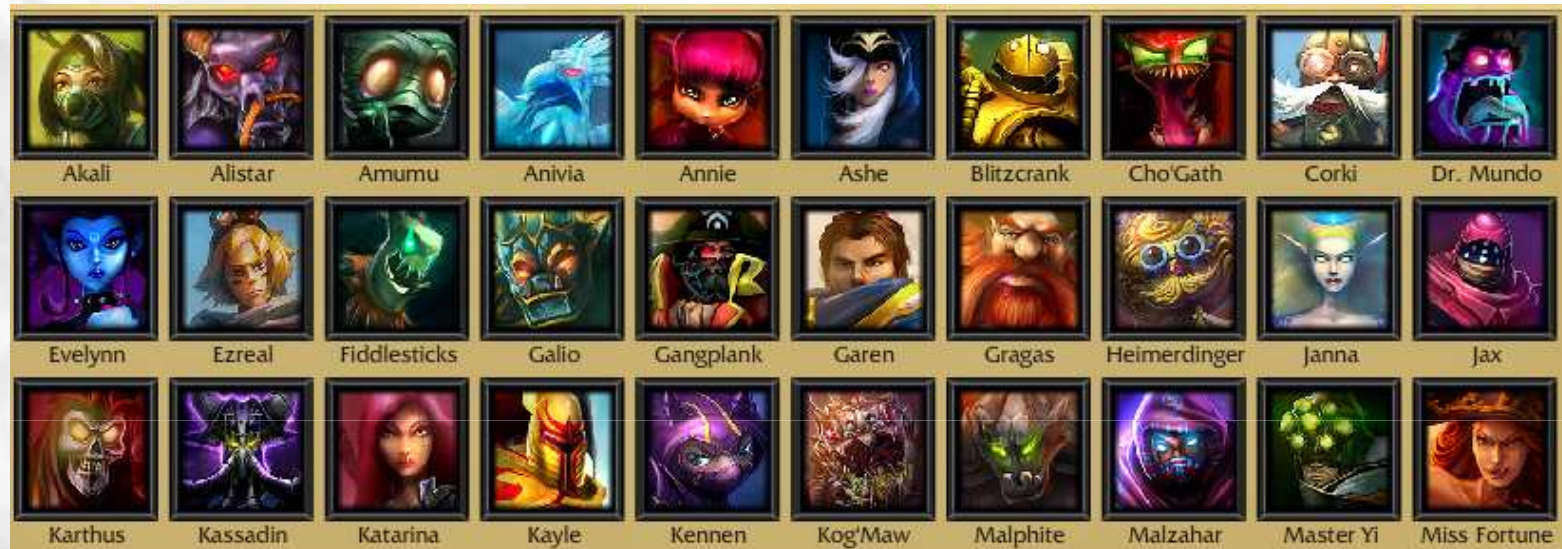 Akali Alistar Amumu Anivia Annie Ashe Blitzcrank Cho'Gath Corki Dr. Mundo
Evelynn Ezreal Fiddlesticks Galio Gangplank Garen Gragas Heimerdinger Janna Jax
Karthus Kassadin Katarina Kayle Kennen Kog'Maw Malphite Malzahar Master Yi Miss Fortune